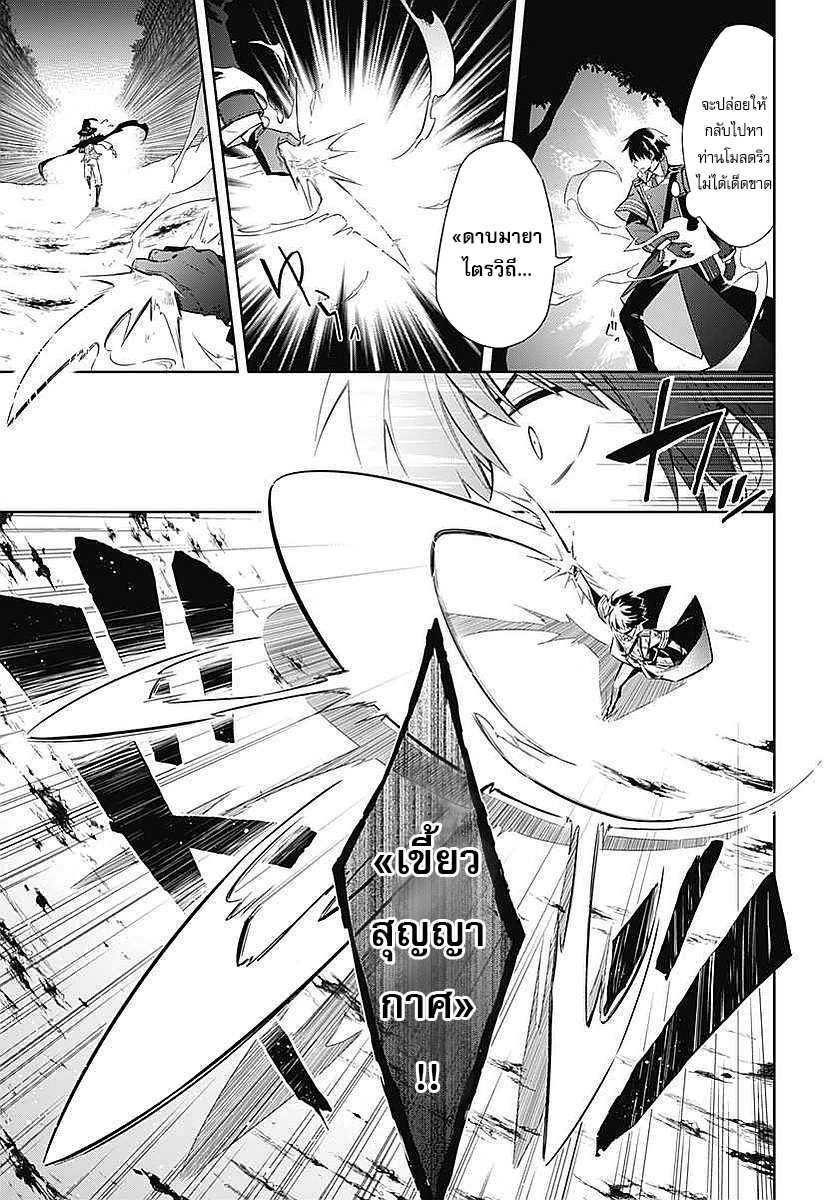 จะปล่อยให้
กลับไปหา
ท่านโมลดริว
ไม่ได้เด็ดขาด
«ดาบมายา
ไตรวิถี...
«เขี้ยว
สุญญา
กาศ»
!!